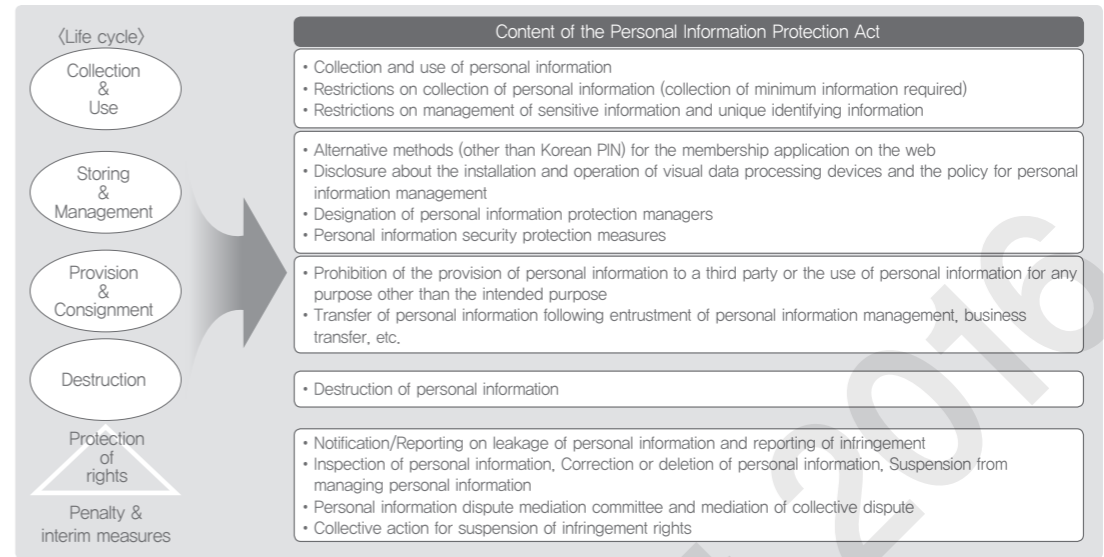 〈Life cycle〉
Content of the Personal Information Protection Act
Collection
&
Use
• Collection and use of personal information
• Restrictions on collection of personal information (collection of minimum information required)
• Restrictions on management of sensitive information and unique identifying information
Storing
&
Management
• Alternative methods (other than Korean PIN) for the membership application on the web
• Disclosure about the installation and operation of visual data processing devices and the policy for personal
information management
• Designation of personal information protection managers
• Personal information security protection measures
Provision
&
Consignment
• Prohibition of the provision of personal information to a third party or the use of personal information for any
purpose other than the intended purpose
• Transfer of personal information following entrustment of personal information management, business
transfer, etc.
Destruction
• Destruction of personal information
Protection
of
rights
Penalty &
interim measures
• Notification/Reporting on leakage of personal information and reporting of infringement
• Inspection of personal information, Correction or deletion of personal information, Suspension from
managing personal information
• Personal information dispute mediation committee and mediation of collective dispute
• Collective action for suspension of infringement rights
2016